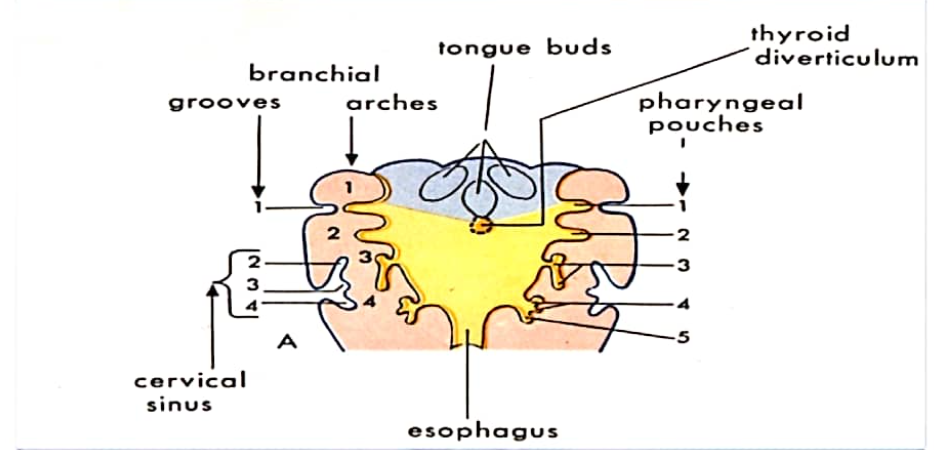 tongue buds
thyroid
diverticulum
branchial
grooves
arches
pharyngeal
pouches
1
1
1
2
2
2
3
3
3
4
4
4
5
A
cervical
sinus
esophagus